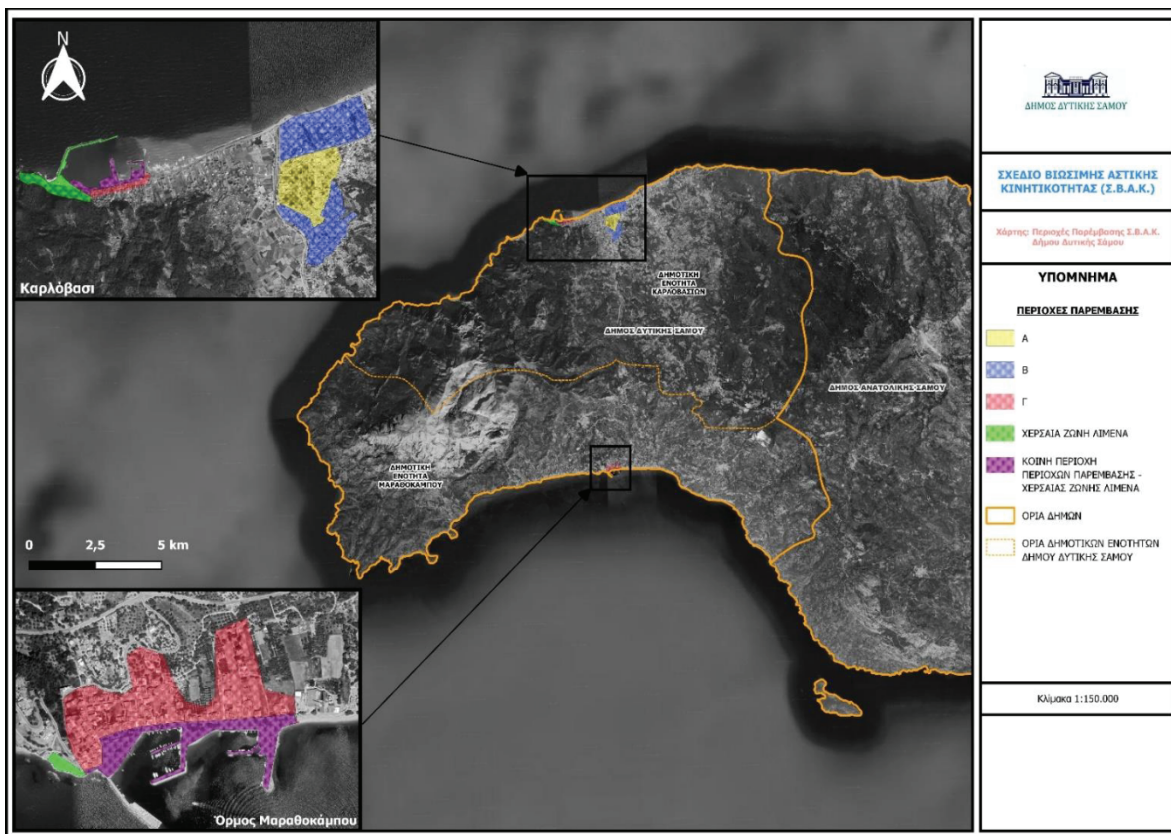 N
Καρλόβασι
ΔΗΜΟΤΙΚΗ
ΕΝΟΤΗΤΑ
ΚΑΡΛΟΒΑΣΙΩΝ
ΔΗΜΟΣ ΔΥΤΙΚΗΣ ΣΑΜΟΥ
ΔΗΜΟΣ ΑΝΑΤΟΛΙΚΗΣ ΣΑΜΟΥ
ΔΗΜΟΤΙΚΗ
ΕΝΟΤΗΤΑ
ΜΑΡΑΘΟΚΑΜΠΟΥ
0 2,5 5 km
Όρμος Μαραθοκάμπου
ΔΗΜΟΣ ΔΥΤΙΚΗΣ ΣΑΜΟΥ
ΣΧΕΔΙΟ ΒΙΩΣΙΜΗΣ ΑΣΤΙΚΗΣ
ΚΙΝΗΤΙΚΟΤΗΤΑΣ (Σ.Β.Α.Κ.)
Χάρτης: Περιοχές Παρέμβασης Σ.Β.Α.Κ.
Δήμου Δυτικής Σάμου
ΥΠΟΜΝΗΜΑ
ΠΕΡΙΟΧΕΣ ΠΑΡΕΜΒΑΣΗΣ
Α
Β
Γ
ΧΕΡΣΑΙΑ ΖΩΝΗ ΛΙΜΕΝΑ
ΚΟΙΝΗ ΠΕΡΙΟΧΗ
ΠΕΡΙΟΧΩΝ ΠΑΡΕΜΒΑΣΗΣ -
ΧΕΡΣΑΙΑΣ ΖΩΝΗΣ ΛΙΜΕΝΑ
ΟΡΙΑ ΔΗΜΩΝ
ΟΡΙΑ ΔΗΜΟΤΙΚΩΝ ΕΝΟΤΗΤΩΝ
ΔΗΜΟΥ ΔΥΤΙΚΗΣ ΣΑΜΟΥ
Κλίμακα 1:150.000